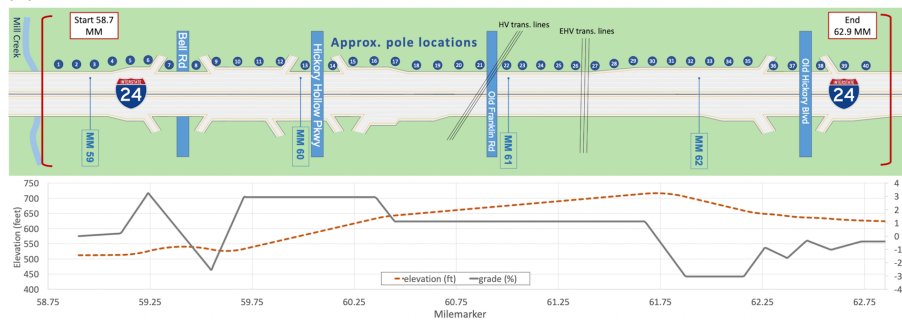 Mill Creek
Start 58.7
MM
Bell Rd
Hickory Hollow Pkwy
Approx. pole locations
HV trans. lines
EHV trans. lines
Old Franklin Rd
Old Hickory Blvd
End
62.9 MM
1 2 3 4 5 6 7 8 9 10 11 12 13 14 15 16 17 18 19 20 21 22 23 24 25 26 27 28 29 30 31 32 33 34 35 36 37 38 39 40
INTERSTATE
24
INTERSTATE
24
MM 59
MM 60
MM 61
MM 62
Elevation (feet)
750
700
650
600
550
500
450
400
4
3
2
1
0
-1
-2
-3
-4
elevation (ft) grade (%)
58.75 59.25 59.75 60.25 60.75 61.25 61.75 62.25 62.75
Milemarker